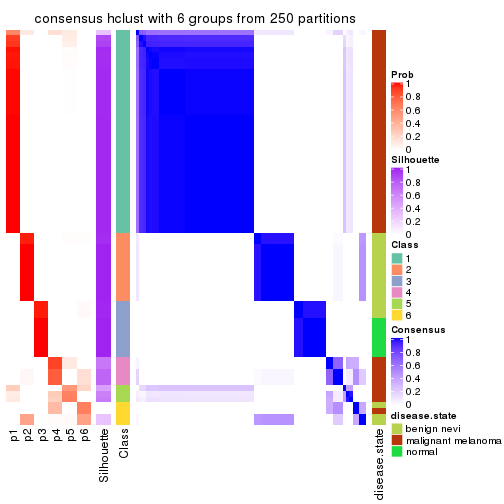 consensus hclust with 6 groups from 250 partitions
Prob
1
0.8
0.6
0.4
0.2
0
Silhouette
1
0.8
0.6
0.4
0.2
0
Class
1
2
3
4
5
6
Consensus
1
0.8
0.6
0.4
0.2
0
disease.state
benign nevi
malignant melanoma
normal
p1
p2
p3
p4
p5
p6
Silhouette
Class
disease.state